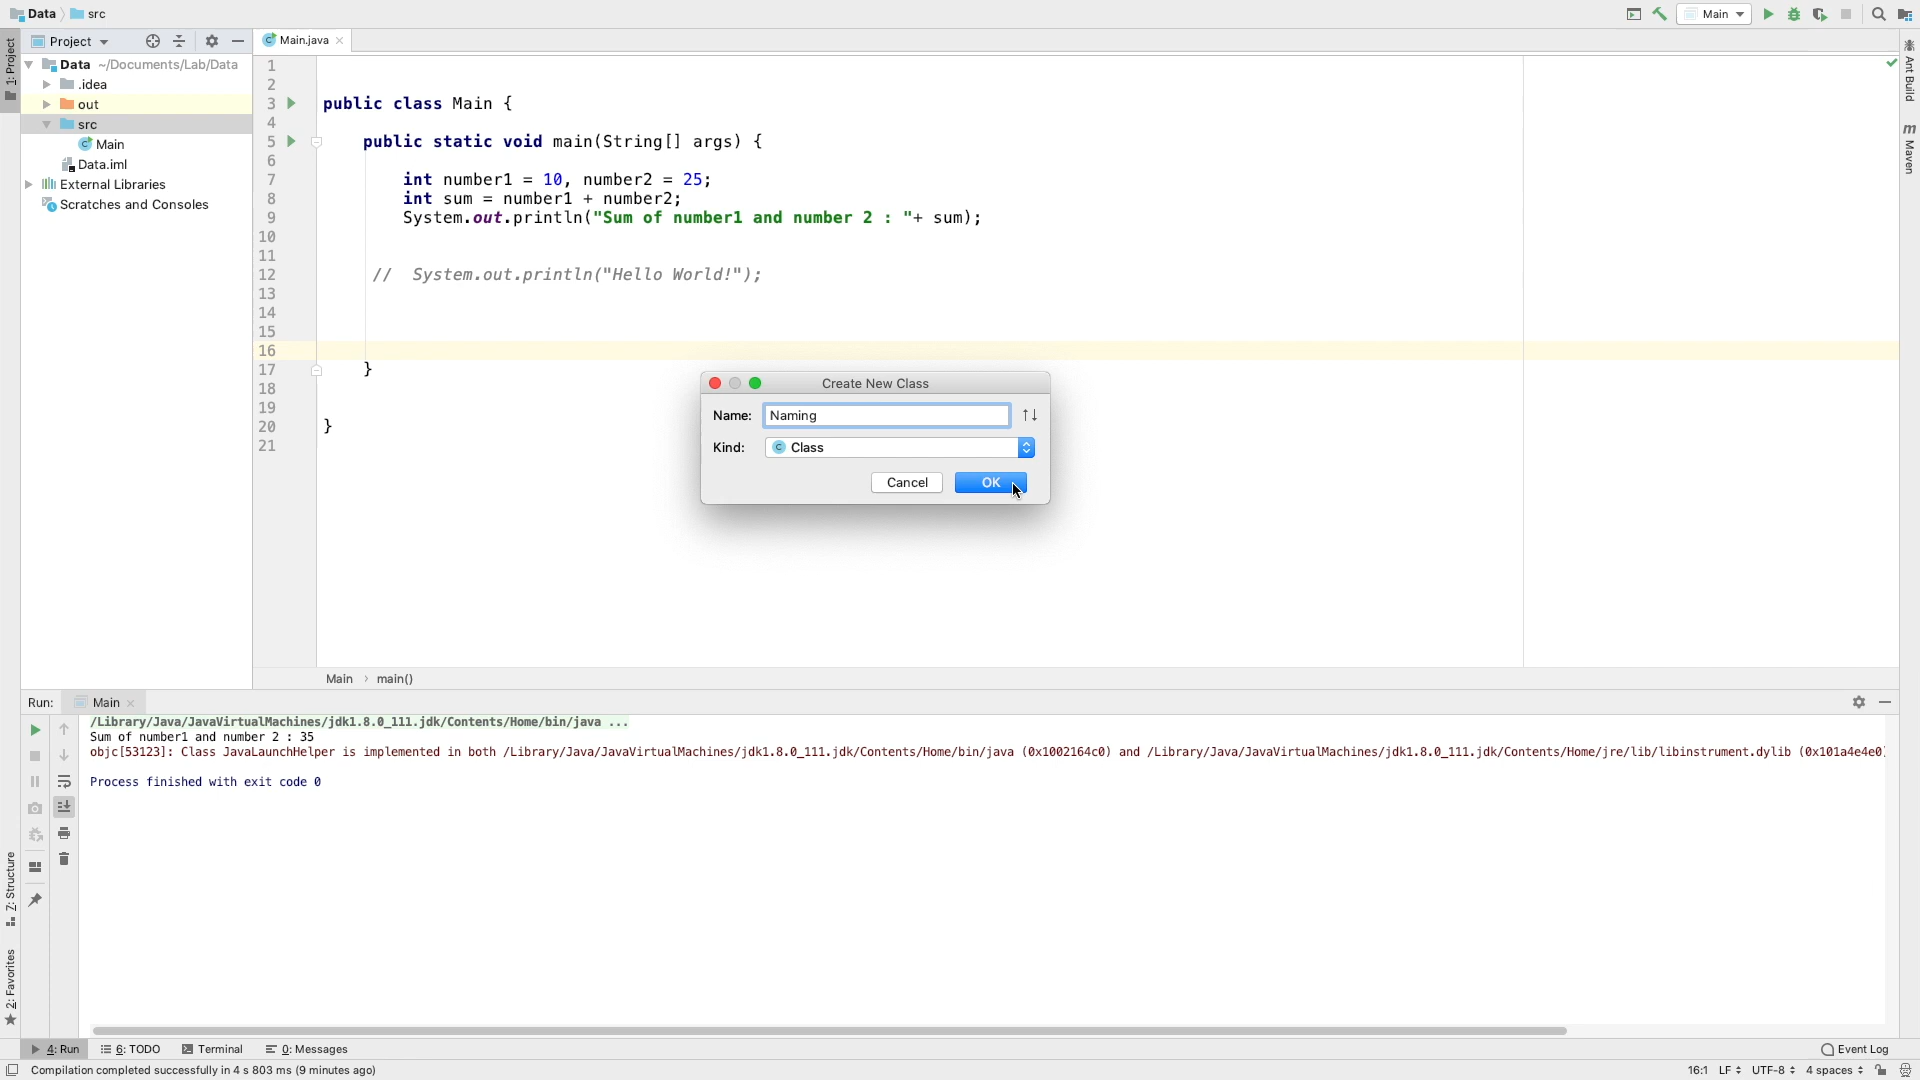 Data src
Main
Project
Main.java
1: Project
Data ~/Documents/Lab/Data
.idea
out
src
Main
Data.iml
External Libraries
Scratches and Consoles
1
2
3 public class Main {
4
5 public static void main(String[] args) {
6
7 int number1 = 10, number2 = 25;
8 int sum = number1 + number2;
9 System.out.println("Sum of number1 and number 2 : "+ sum);
10
11
12 // System.out.println("Hello World!");
13
14
15
16
17 }
18
19
20 }
21
Ant Build
m Maven
Create New Class
Name: Naming
Kind: C Class
Cancel OK
Main › main()
Run: Main
/Library/Java/JavaVirtualMachines/jdk1.8.0_111.jdk/Contents/Home/bin/java ...
Sum of number1 and number 2 : 35
objc[53123]: Class JavaLaunchHelper is implemented in both /Library/Java/JavaVirtualMachines/jdk1.8.0_111.jdk/Contents/Home/bin/java (0x1002164c0) and /Library/Java/JavaVirtualMachines/jdk1.8.0_111.jdk/Contents/Home/jre/lib/libinstrument.dylib (0x101a4e4e0)
Process finished with exit code 0
Z: Structure
2: Favorites
4: Run 6: TODO Terminal 0: Messages Event Log
Compilation completed successfully in 4 s 803 ms (9 minutes ago) 16:1 LF UTF-8 4 spaces